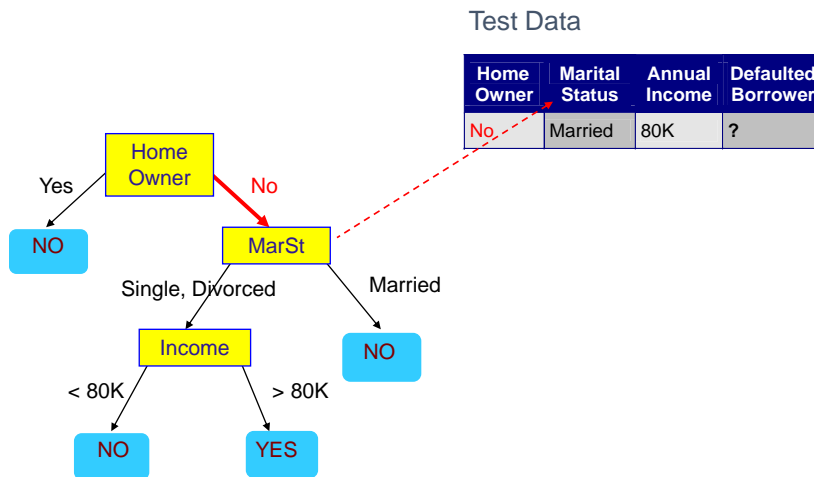 Test Data
Home Owner Marital Status Annual Income Defaulted Borrower
No Married 80K ?
Home
Owner
Yes
No
NO
MarSt
Single, Divorced
Married
Income
NO
< 80K
> 80K
NO
YES